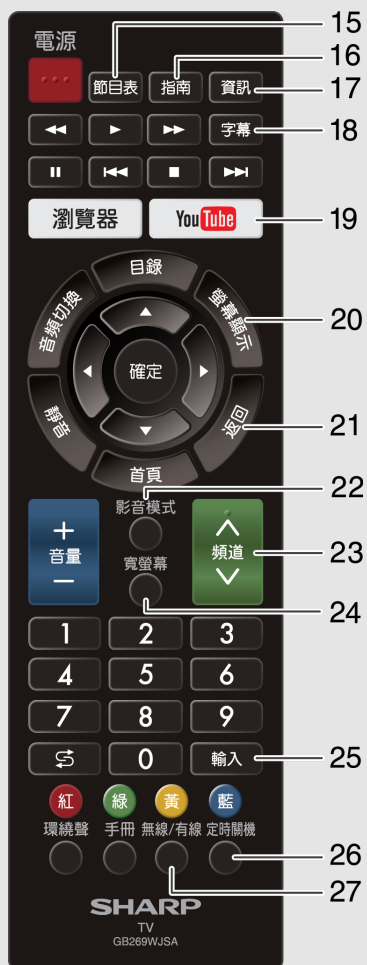 電源
15
節目表
指南
資訊
16
17
字幕
18
瀏覽器
YouTube
19
目錄
音頻切換
螢幕顯示
20
確定
靜音
返回
21
首頁
22
影音模式
+
音量
−
頻道
23
寬螢幕
24
1
2
3
4
5
6
7
8
9
0
輸入
25
紅
綠
黃
藍
環繞聲
手冊
無線/有線
定時關機
26
27
SHARP
TV
GB269WJSA